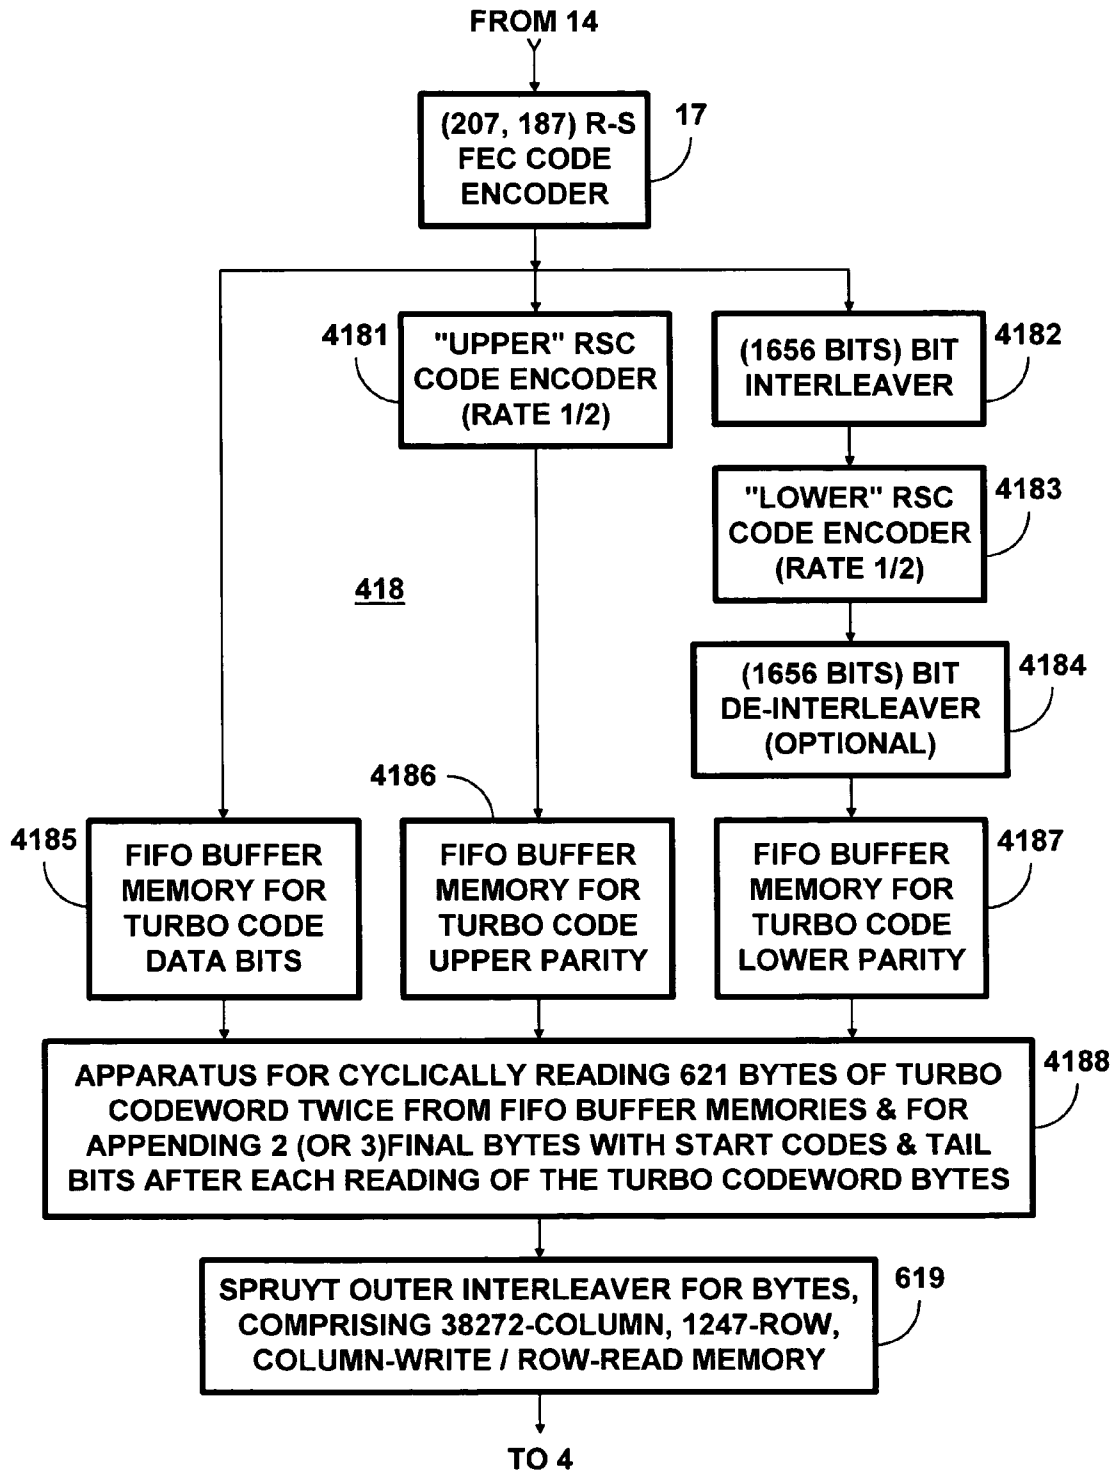 FROM 14
(207, 187) R-S
FEC CODE
ENCODER
17
"UPPER" RSC
CODE ENCODER
(RATE 1/2)
4181
(1656 BITS) BIT
INTERLEAVER
4182
"LOWER" RSC
CODE ENCODER
(RATE 1/2)
4183
418
(1656 BITS) BIT
DE-INTERLEAVER
(OPTIONAL)
4184
4185
FIFO BUFFER
MEMORY FOR
TURBO CODE
DATA BITS
4186
FIFO BUFFER
MEMORY FOR
TURBO CODE
UPPER PARITY
FIFO BUFFER
MEMORY FOR
TURBO CODE
LOWER PARITY
4187
APPARATUS FOR CYCLICALLY READING 621 BYTES OF TURBO
CODEWORD TWICE FROM FIFO BUFFER MEMORIES & FOR
APPENDING 2 (OR 3)FINAL BYTES WITH START CODES & TAIL
BITS AFTER EACH READING OF THE TURBO CODEWORD BYTES
4188
SPRUYT OUTER INTERLEAVER FOR BYTES,
COMPRISING 38272-COLUMN, 1247-ROW,
COLUMN-WRITE / ROW-READ MEMORY
619
TO 4